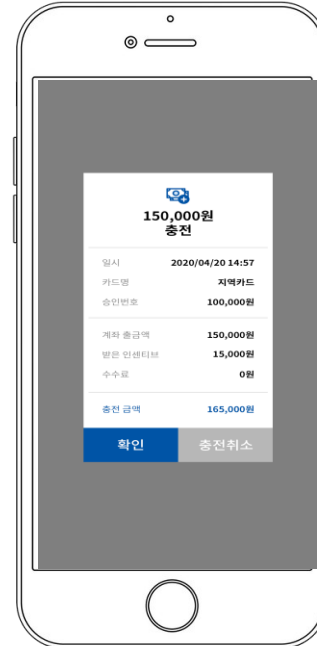 150,000원
충전
일시 2020/04/20 14:57
카드명 지역카드
승인번호 100,000원
계좌 출금액 150,000원
받은 인센티브 15,000원
수수료 0원
충전 금액 165,000원
확인 충전취소